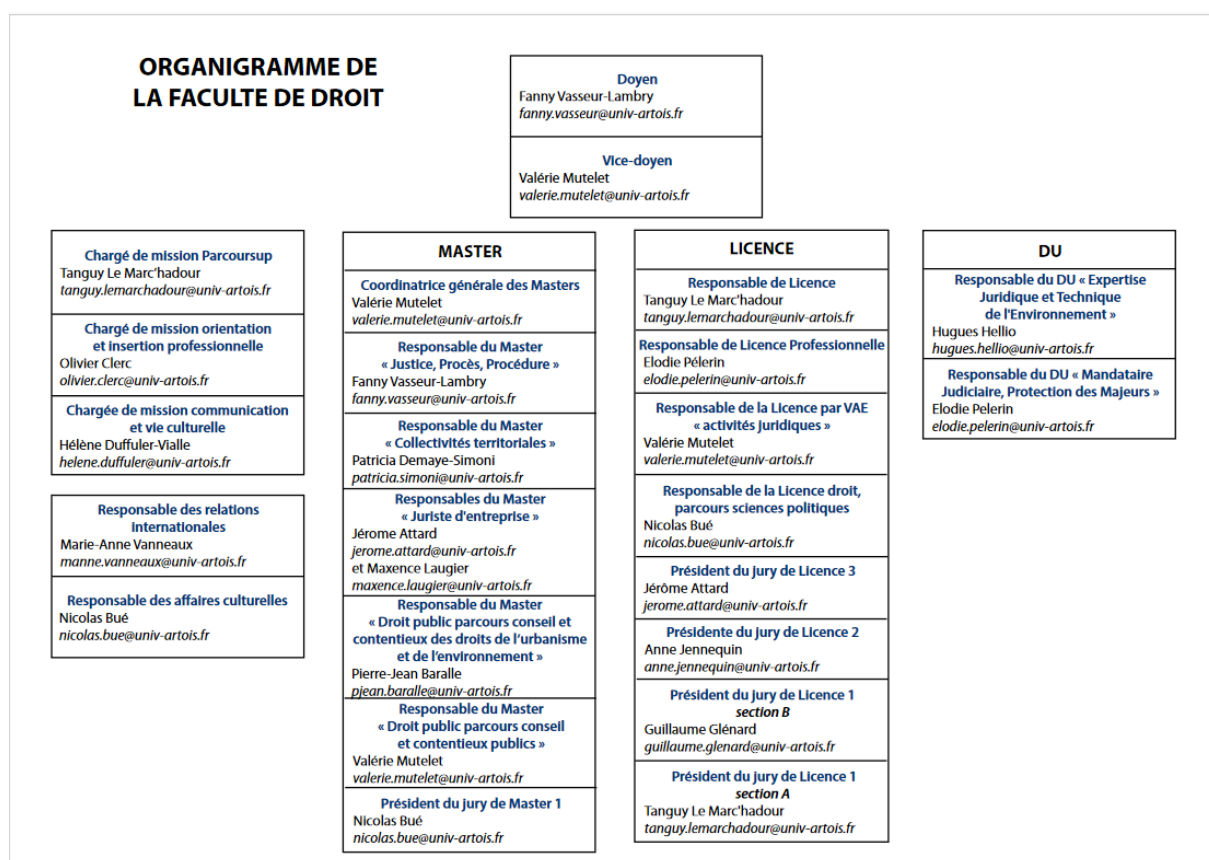 ORGANIGRAMME DE
LA FACULTE DE DROIT
Doyen
Fanny Vasseur-Lambry
fanny.vasseur@univ-artois.fr
Vice-doyen
Valérie Mutelet
valerie.mutelet@univ-artois.fr
Chargé de mission Parcoursup
Tanguy Le Marc'hadour
tanguy.lemarchadour@univ-artois.fr
Chargé de mission orientation
et insertion professionnelle
Olivier Clerc
olivier.clerc@univ-artois.fr
Chargée de mission communication
et vie culturelle
Hélène Duffuler-Vialle
helene.duffuler@univ-artois.fr
Responsable des relations
internationales
Marie-Anne Vanneaux
manne.vanneaux@univ-artois.fr
Responsable des affaires culturelles
Nicolas Bué
nicolas.bue@univ-artois.fr
MASTER
Coordinatrice générale des Masters
Valérie Mutelet
valerie.mutelet@univ-artois.fr
Responsable du Master
« Justice, Procès, Procédure »
Fanny Vasseur-Lambry
fanny.vasseur@univ-artois.fr
Responsable du Master
« Collectivités territoriales »
Patricia Demaye-Simoni
patricia.simoni@univ-artois.fr
Responsables du Master
« Juriste d'entreprise »
Jérome Attard
jerome.attard@univ-artois.fr
et Maxence Laugier
maxence.laugier@univ-artois.fr
Responsable du Master
« Droit public parcours conseil et
contentieux des droits de l'urbanisme
et de l'environnement »
Pierre-Jean Baralle
pjean.baralle@univ-artois.fr
Responsable du Master
« Droit public parcours conseil
et contentieux publics »
Valérie Mutelet
valerie.mutelet@univ-artois.fr
Président du jury de Master 1
Nicolas Bué
nicolas.bue@univ-artois.fr
LICENCE
Responsable de Licence
Tanguy Le Marc'hadour
tanguy.lemarchadour@univ-artois.fr
Responsable de Licence Professionnelle
Elodie Pélerin
elodie.pelerin@univ-artois.fr
Responsable de la Licence par VAE
« activités juridiques »
Valérie Mutelet
valerie.mutelet@univ-artois.fr
Responsable de la Licence droit,
parcours sciences politiques
Nicolas Bué
nicolas.bue@univ-artois.fr
Président du jury de Licence 3
Jérôme Attard
jerome.attard@univ-artois.fr
Présidente du jury de Licence 2
Anne Jennequin
anne.jennequin@univ-artois.fr
Président du jury de Licence 1
section B
Guillaume Glénard
guillaume.glenard@univ-artois.fr
Président du jury de Licence 1
section A
Tanguy Le Marc'hadour
tanguy.lemarchadour@univ-artois.fr
DU
Responsable du DU « Expertise
Juridique et Technique
de l'Environnement »
Hugues Hellio
hugues.hellio@univ-artois.fr
Responsable du DU « Mandataire
Judiciaire, Protection des Majeurs »
Elodie Pelerin
elodie.pelerin@univ-artois.fr